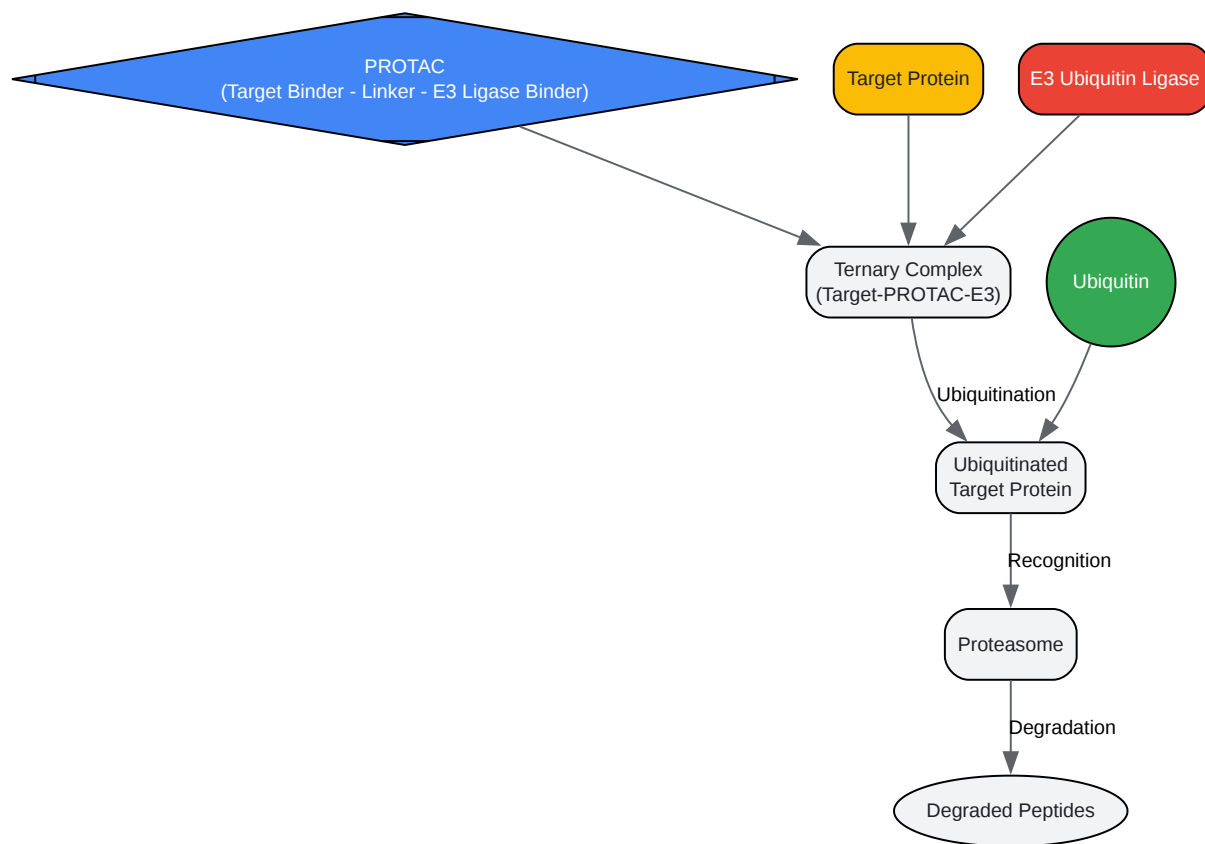 PROTAC
(Target Binder - Linker - E3 Ligase Binder)
Target Protein
E3 Ubiquitin Ligase
Ternary Complex
(Target-PROTAC-E3)
Ubiquitin
Ubiquitination
Ubiquitinated
Target Protein
Recognition
Proteasome
Degradation
Degraded Peptides